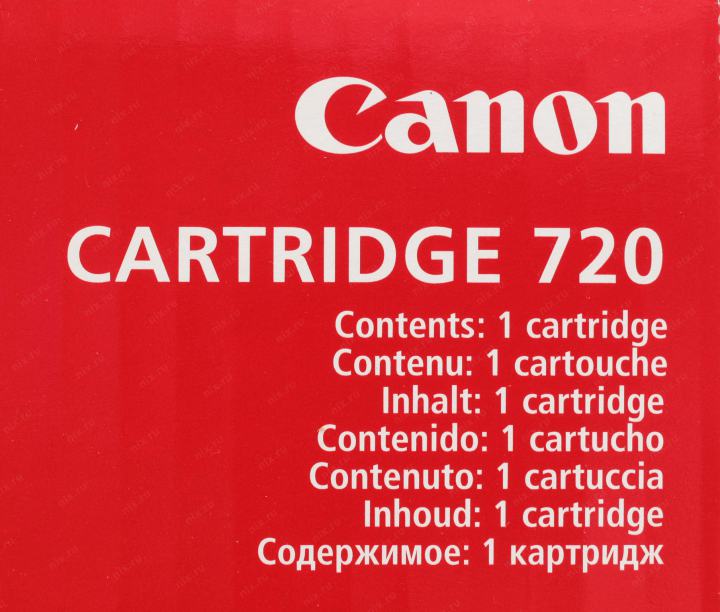 Canon
CARTRIDGE 720
Contents: 1 cartridge
Contenu: 1 cartouche
Inhalt: 1 cartridge
Contenido: 1 cartucho
Contenuto: 1 cartuccia
Inhoud: 1 cartridge
Содержимое: 1 картридж